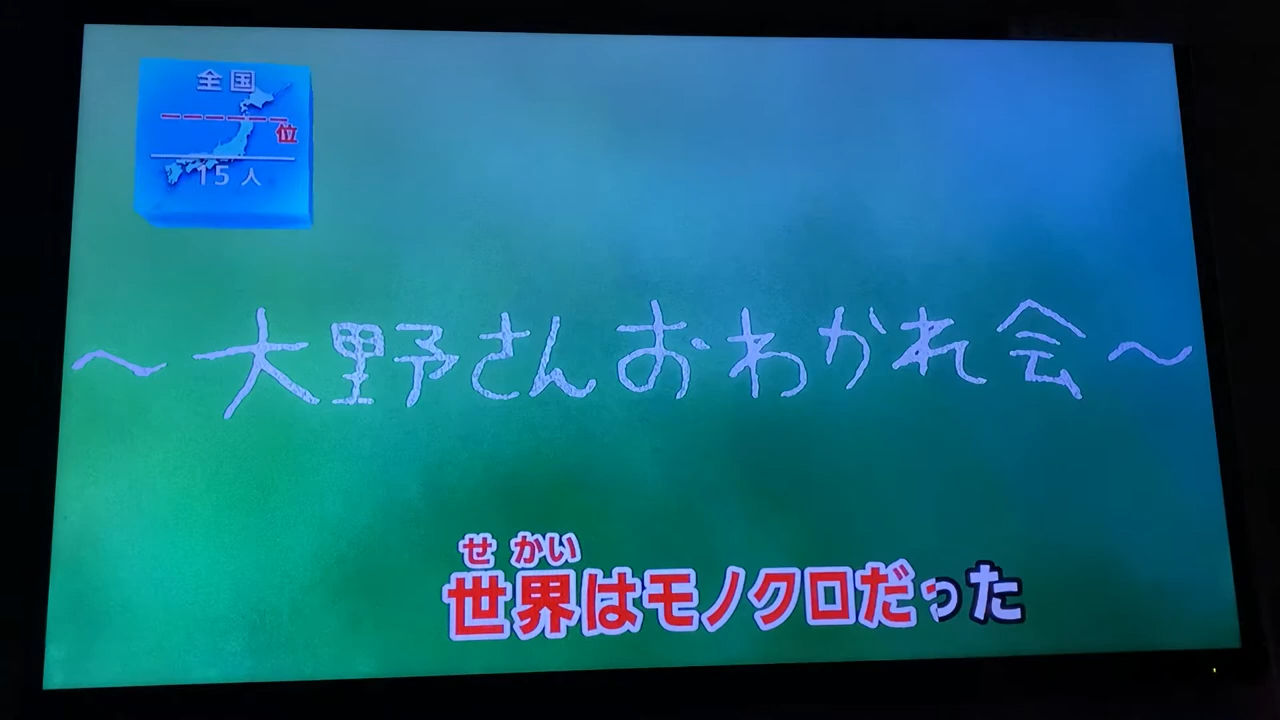 全国
------位
15人
～大野さんおわかれ会～
せ かい
世界はモノクロだった